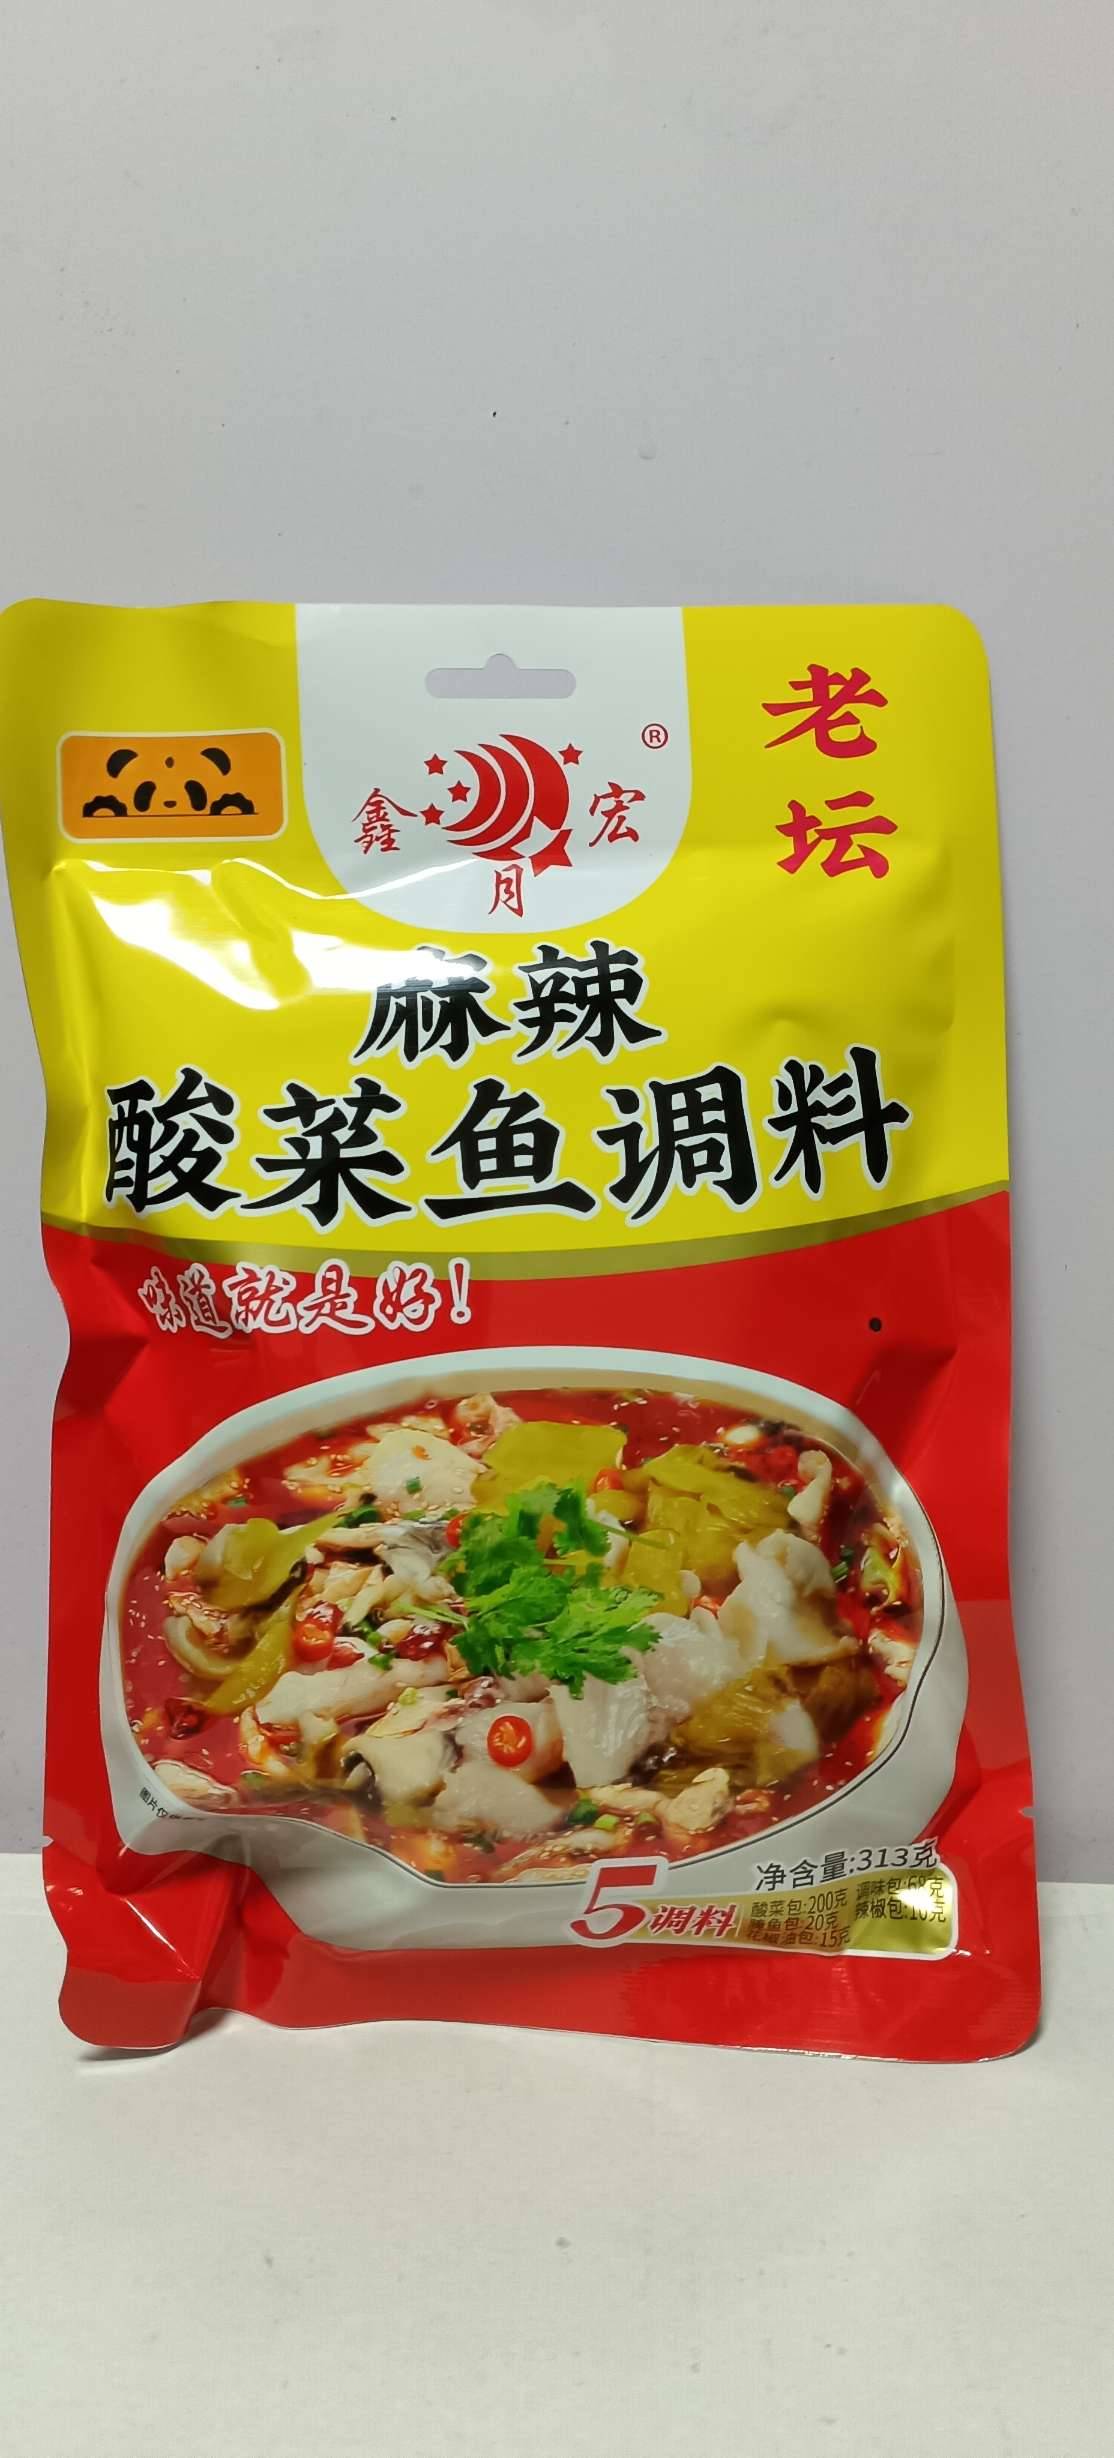 鑫月宏
®
老坛
麻辣
酸菜鱼调料
味道就是好！
净含量:313克
5调料
酸菜包:200克 调味包:68克
腌鱼包:20克 辣椒包:10克
花椒油包:15克